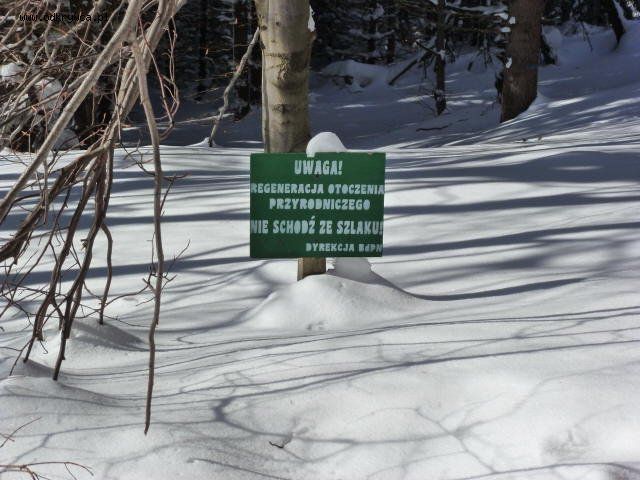 UWAGA!
REGENERACJA OTOCZENIA
PRZYRODNICZEGO
NIE SCHODŹ ZE SZLAKU!
DYREKCJA BdPN